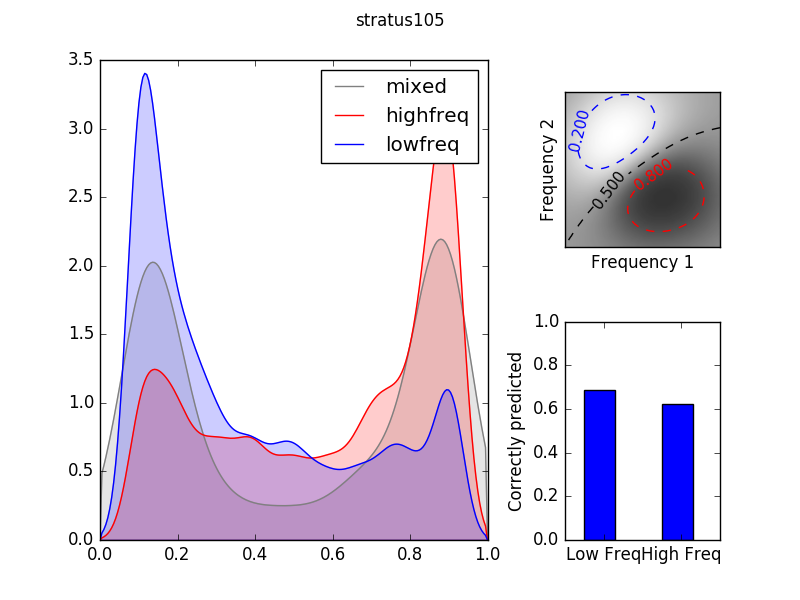 stratus105
3.5
3.0
2.5
2.0
1.5
1.0
0.5
0.0
0.0 0.2 0.4 0.6 0.8 1.0
mixed
highfreq
lowfreq
Frequency 2
0.200
0.500
0.800
Frequency 1
Correctly predicted
1.0
0.8
0.6
0.4
0.2
0.0
Low Freq High Freq